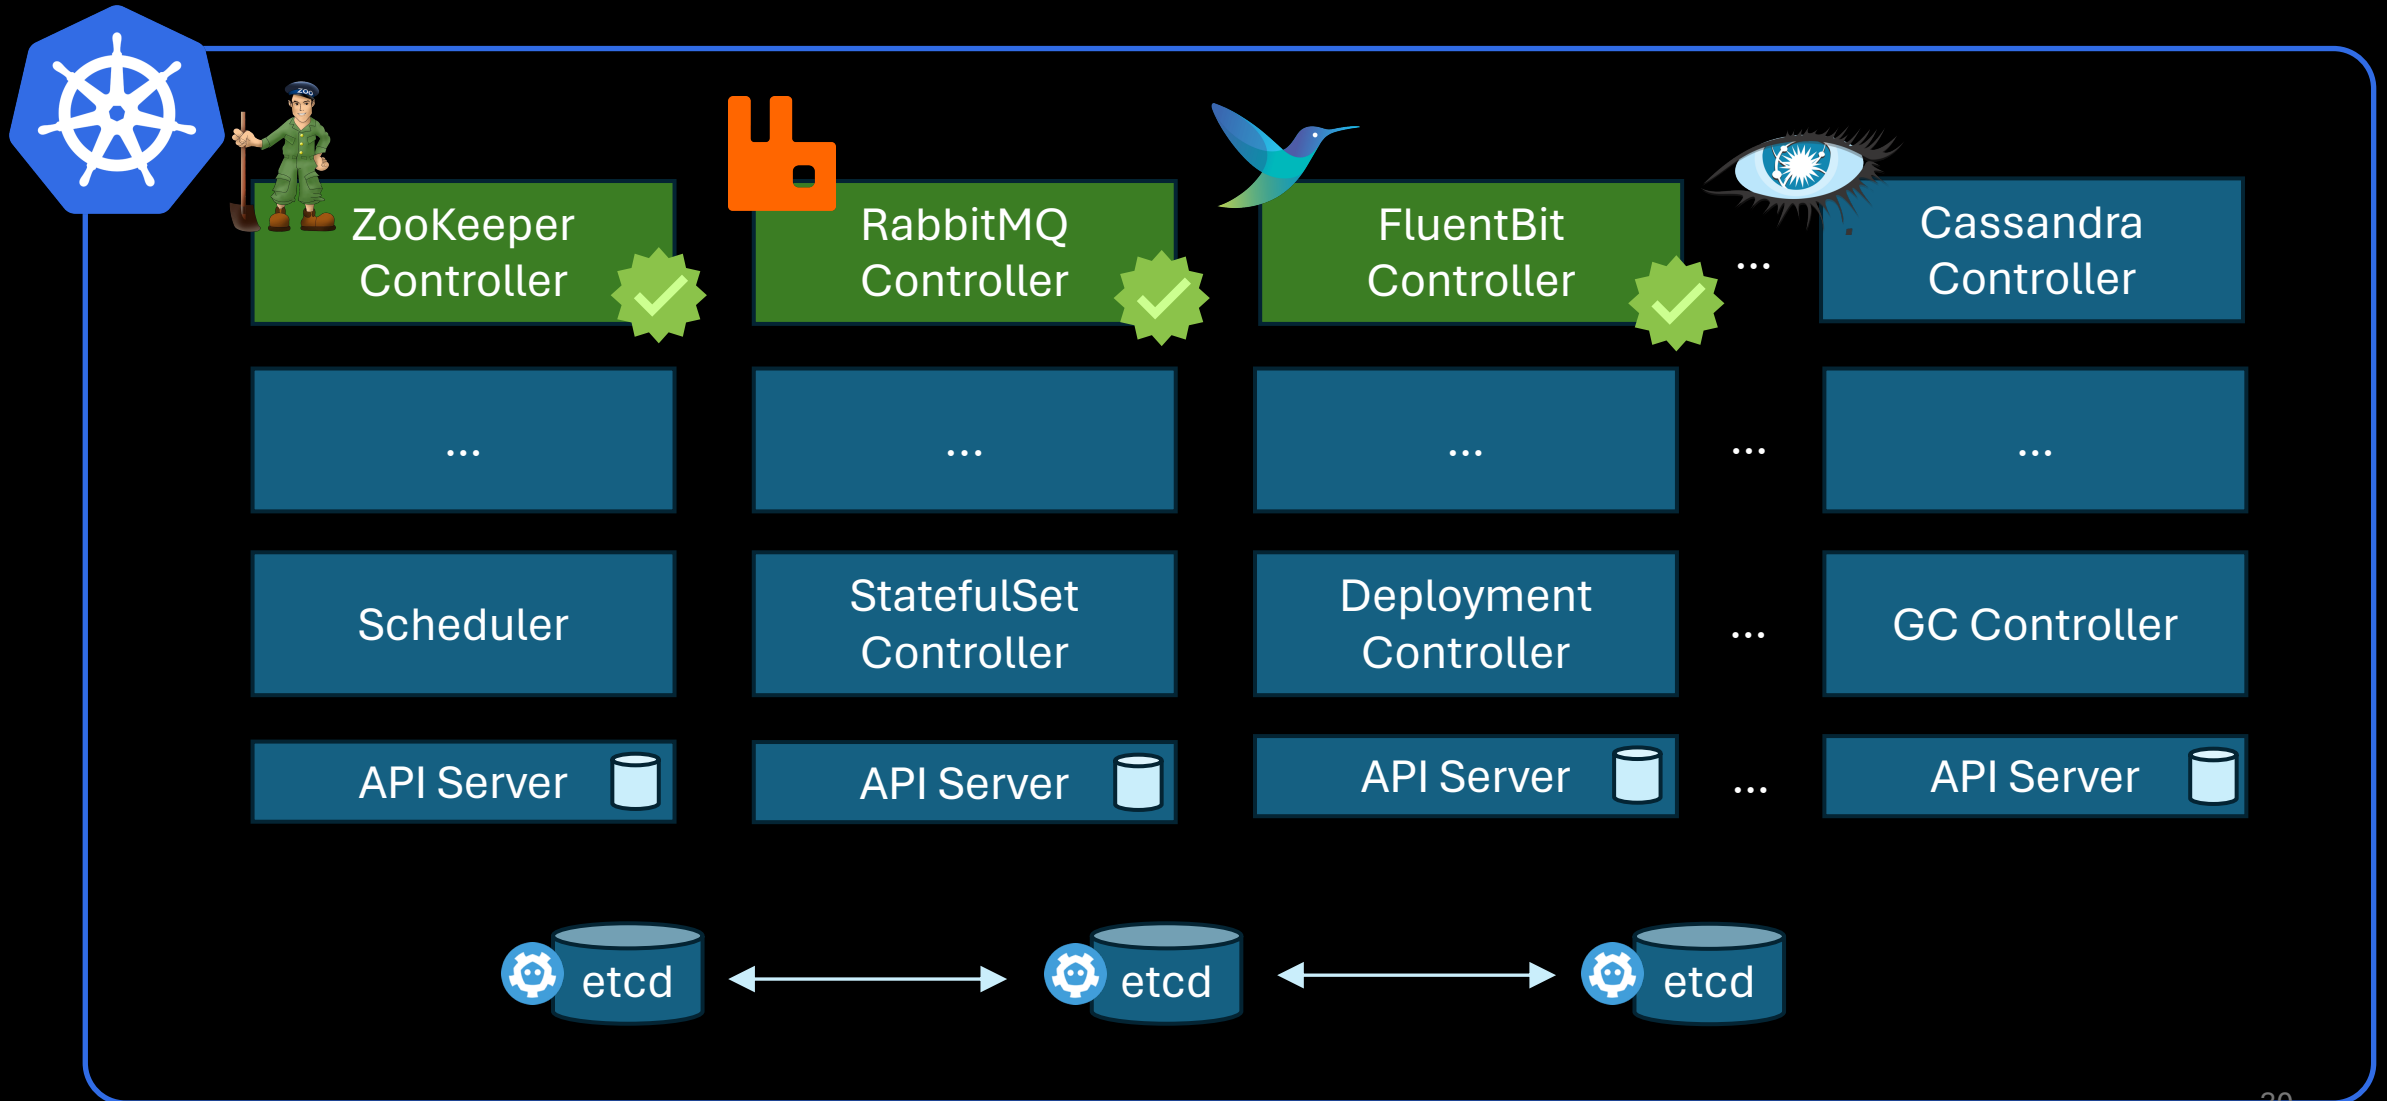 ZOO
ZooKeeper
Controller
RabbitMQ
Controller
FluentBit
Controller
...
Cassandra
Controller
...
...
...
...
...
Scheduler
StatefulSet
Controller
Deployment
Controller
...
GC Controller
API Server
API Server
API Server
...
API Server
etcd
etcd
etcd